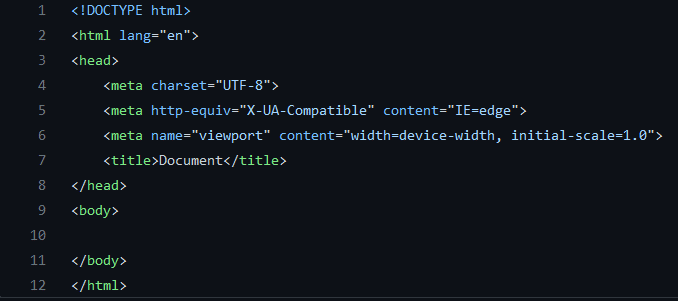 1 <!DOCTYPE html>
2 <html lang="en">
3 <head>
4     <meta charset="UTF-8">
5     <meta http-equiv="X-UA-Compatible" content="IE=edge">
6     <meta name="viewport" content="width=device-width, initial-scale=1.0">
7     <title>Document</title>
8 </head>
9 <body>
10
11 </body>
12 </html>